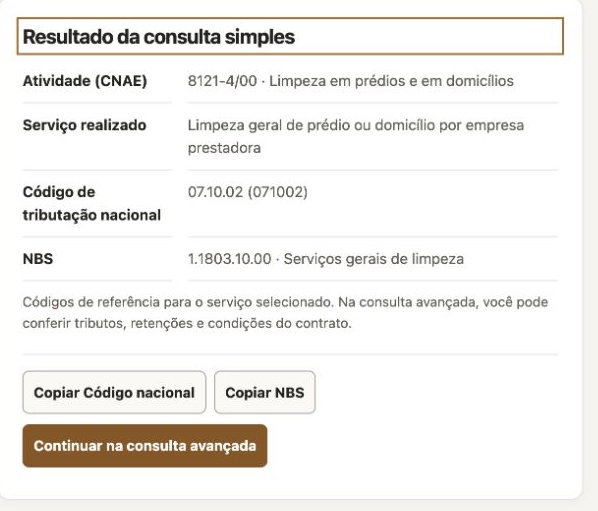 Resultado da consulta simples
Atividade (CNAE) 8121-4/00 · Limpeza em prédios e em domicílios
Serviço realizado Limpeza geral de prédio ou domicílio por empresa
prestadora
Código de 07.10.02 (071002)
tributação nacional
NBS 1.1803.10.00 · Serviços gerais de limpeza
Códigos de referência para o serviço selecionado. Na consulta avançada, você pode
conferir tributos, retenções e condições do contrato.
Copiar Código nacional Copiar NBS
Continuar na consulta avançada